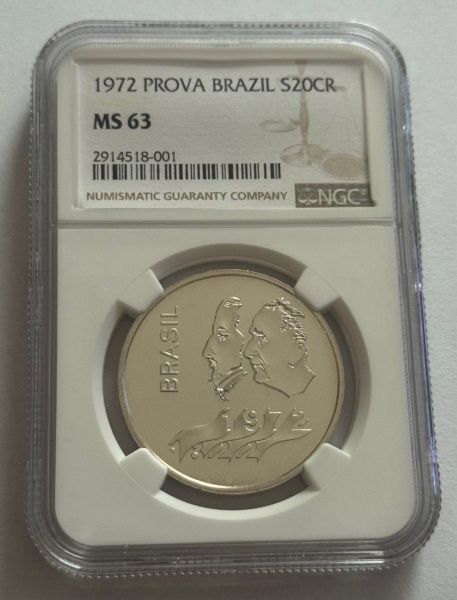 1972 PROVA BRAZIL S20CR
MS 63
2914518-001
NUMISMATIC GUARANTY COMPANY
NGC
BRASIL
1972
1822